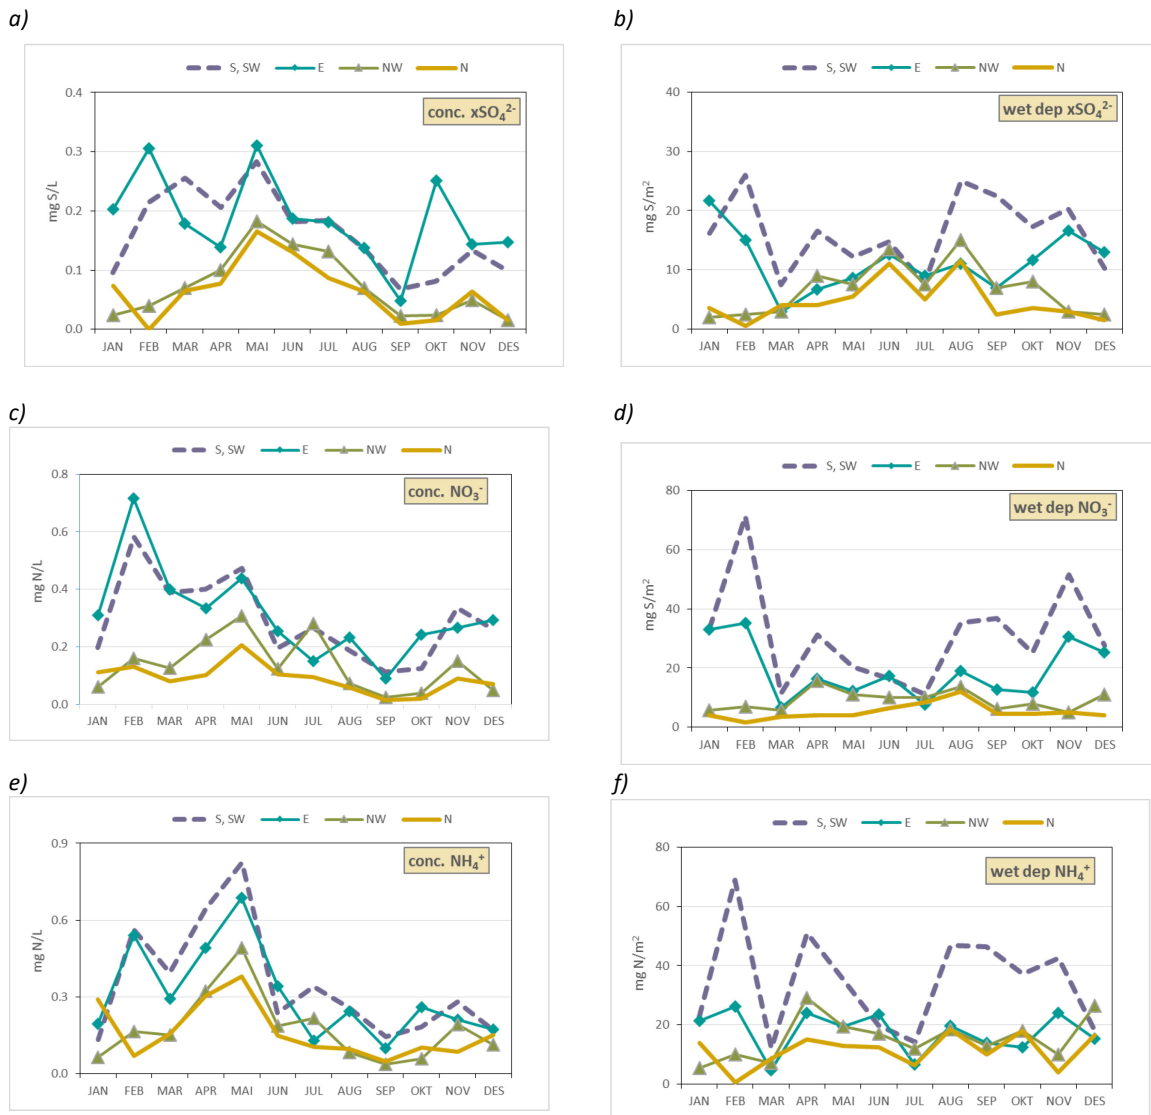 a)
S, SW E NW N
conc. xSO₄²⁻
mg S/L
0.4
0.3
0.2
0.1
0.0
JAN FEB MAR APR MAI JUN JUL AUG SEP OKT NOV DES
b)
S, SW E NW N
wet dep xSO₄²⁻
mg S/m²
40
30
20
10
0
JAN FEB MAR APR MAI JUN JUL AUG SEP OKT NOV DES
c)
S, SW E NW N
conc. NO₃⁻
mg N/L
0.8
0.6
0.4
0.2
0.0
JAN FEB MAR APR MAI JUN JUL AUG SEP OKT NOV DES
d)
S, SW E NW N
wet dep NO₃⁻
mg S/m²
80
60
40
20
0
JAN FEB MAR APR MAI JUN JUL AUG SEP OKT NOV DES
e)
S, SW E NW N
conc. NH₄⁺
mg N/L
0.9
0.6
0.3
0.0
JAN FEB MAR APR MAI JUN JUL AUG SEP OKT NOV DES
f)
S, SW E NW N
wet dep NH₄⁺
mg N/m²
80
60
40
20
0
JAN FEB MAR APR MAI JUN JUL AUG SEP OKT NOV DES